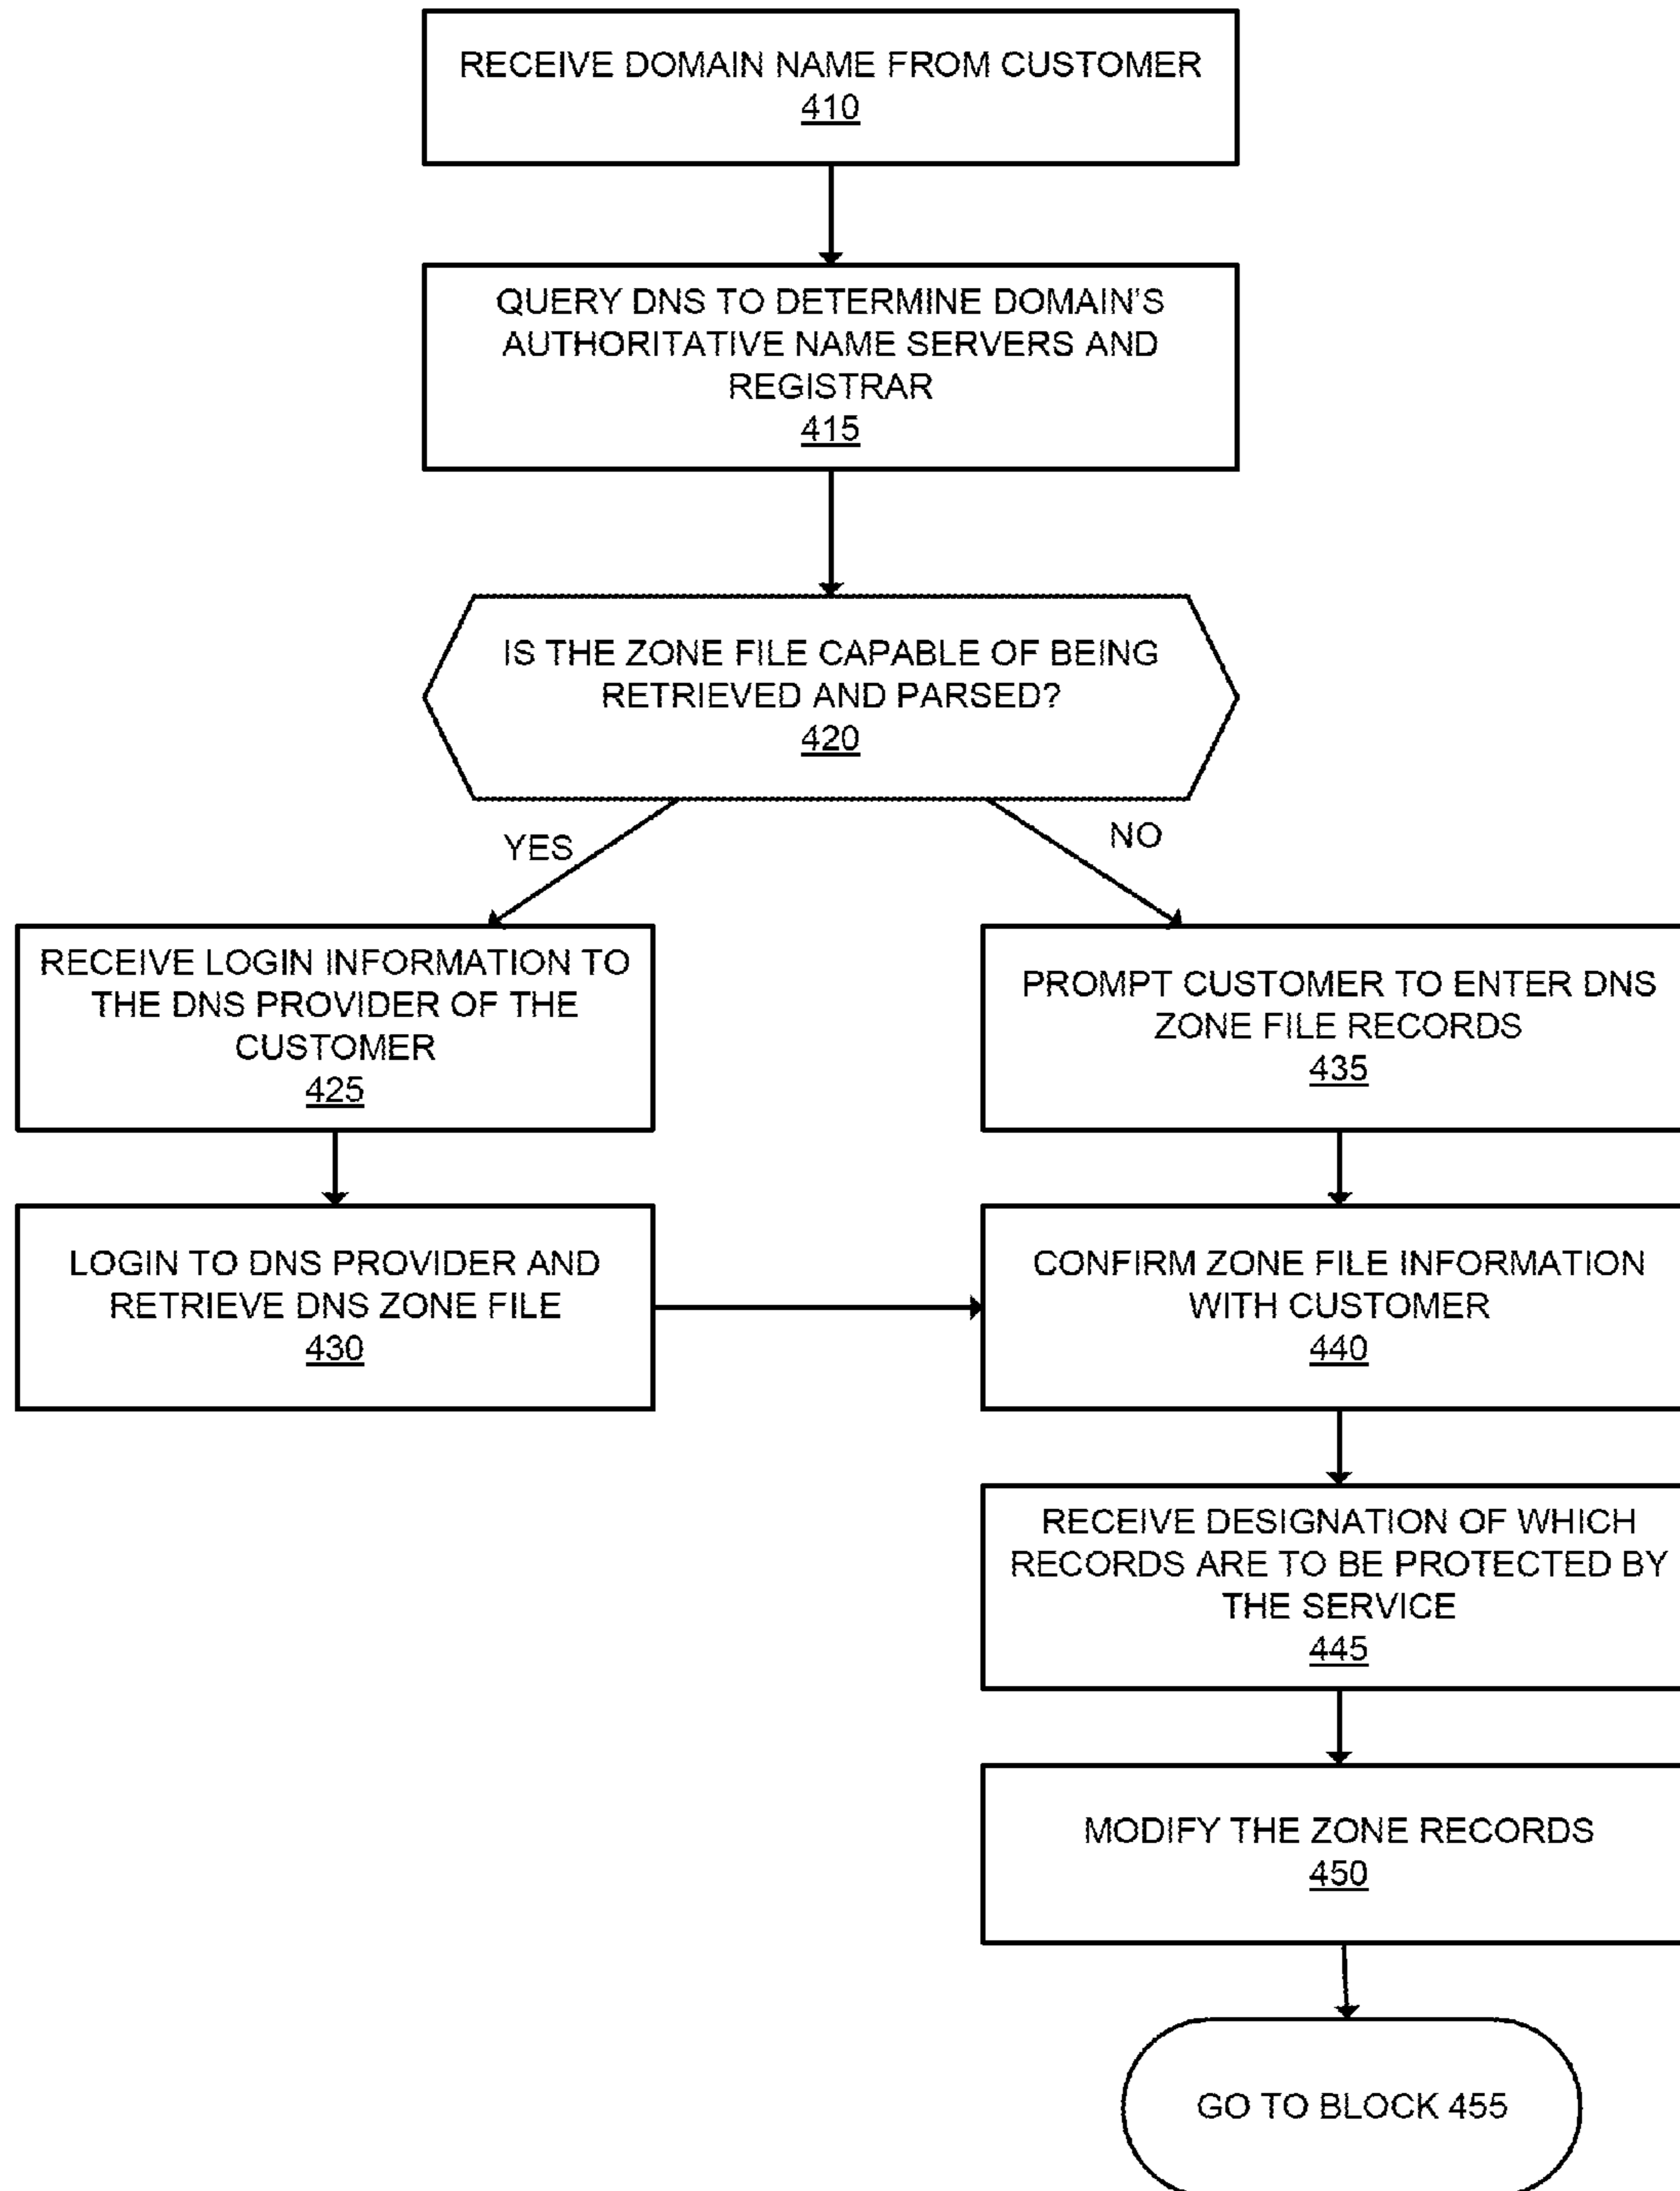 RECEIVE DOMAIN NAME FROM CUSTOMER
410
QUERY DNS TO DETERMINE DOMAIN'S
AUTHORITATIVE NAME SERVERS AND
REGISTRAR
415
IS THE ZONE FILE CAPABLE OF BEING
RETRIEVED AND PARSED?
420
YES
NO
RECEIVE LOGIN INFORMATION TO
THE DNS PROVIDER OF THE
CUSTOMER
425
PROMPT CUSTOMER TO ENTER DNS
ZONE FILE RECORDS
435
LOGIN TO DNS PROVIDER AND
RETRIEVE DNS ZONE FILE
430
CONFIRM ZONE FILE INFORMATION
WITH CUSTOMER
440
RECEIVE DESIGNATION OF WHICH
RECORDS ARE TO BE PROTECTED BY
THE SERVICE
445
MODIFY THE ZONE RECORDS
450
GO TO BLOCK 455